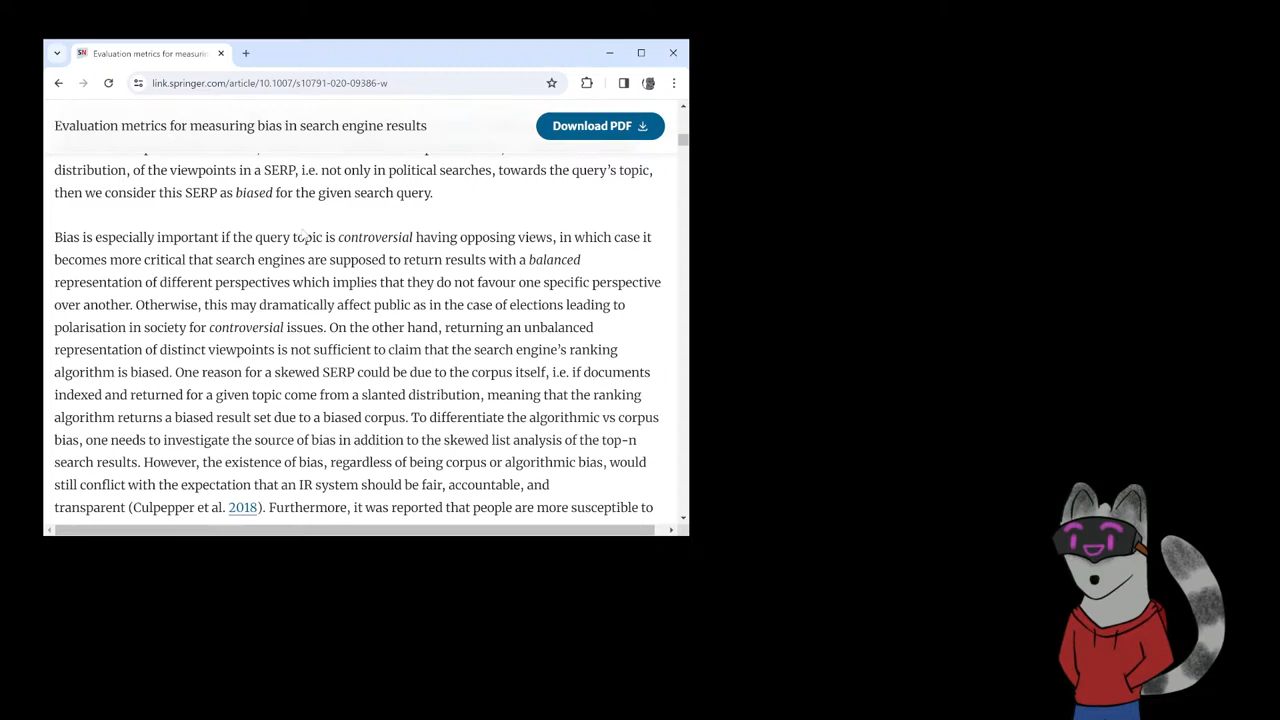 Evaluation metrics for measurin
link.springer.com/article/10.1007/s10791-020-09386-w
Evaluation metrics for measuring bias in search engine results
Download PDF
distribution, of the viewpoints in a SERP, i.e. not only in political searches, towards the query’s topic,
then we consider this SERP as biased for the given search query.
Bias is especially important if the query topic is controversial having opposing views, in which case it
becomes more critical that search engines are supposed to return results with a balanced
representation of different perspectives which implies that they do not favour one specific perspective
over another. Otherwise, this may dramatically affect public as in the case of elections leading to
polarisation in society for controversial issues. On the other hand, returning an unbalanced
representation of distinct viewpoints is not sufficient to claim that the search engine’s ranking
algorithm is biased. One reason for a skewed SERP could be due to the corpus itself, i.e. if documents
indexed and returned for a given topic come from a slanted distribution, meaning that the ranking
algorithm returns a biased result set due to a biased corpus. To differentiate the algorithmic vs corpus
bias, one needs to investigate the source of bias in addition to the skewed list analysis of the top-n
search results. However, the existence of bias, regardless of being corpus or algorithmic bias, would
still conflict with the expectation that an IR system should be fair, accountable, and
transparent (Culpepper et al. 2018). Furthermore, it was reported that people are more susceptible to